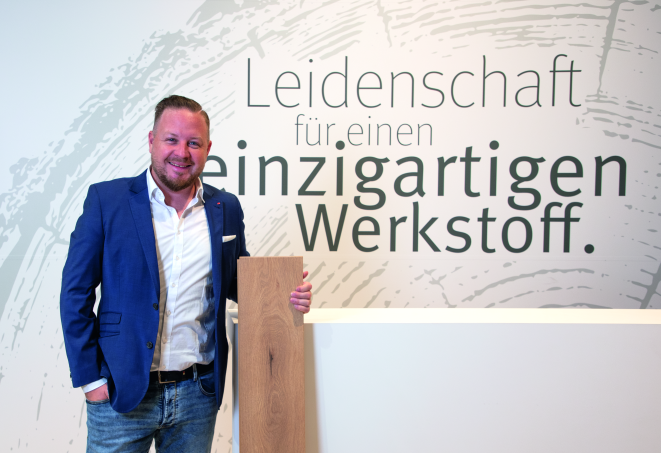 Leidenschaft
für einen
einzigartigen
Werkstoff.